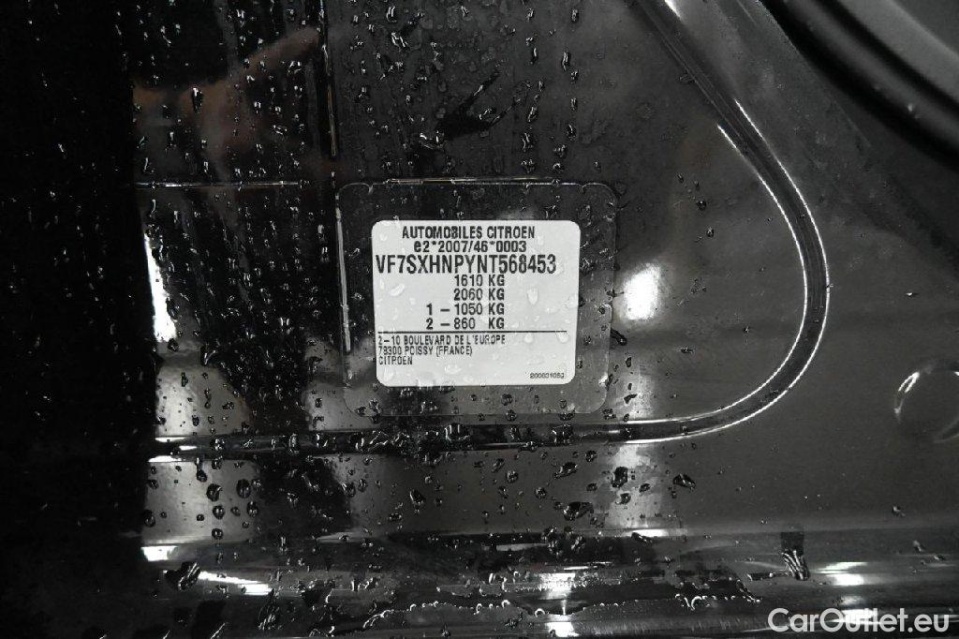 AUTOMOBILES CITROEN
e2*2007/46*0003
VF7SXHNPYNT568453
1610 KG
2060 KG
1 - 1050 KG
2 - 860 KG
2-10 BOULEVARD DE L'EUROPE
78300 POISSY (FRANCE)
CITROEN
CarOutlet.eu